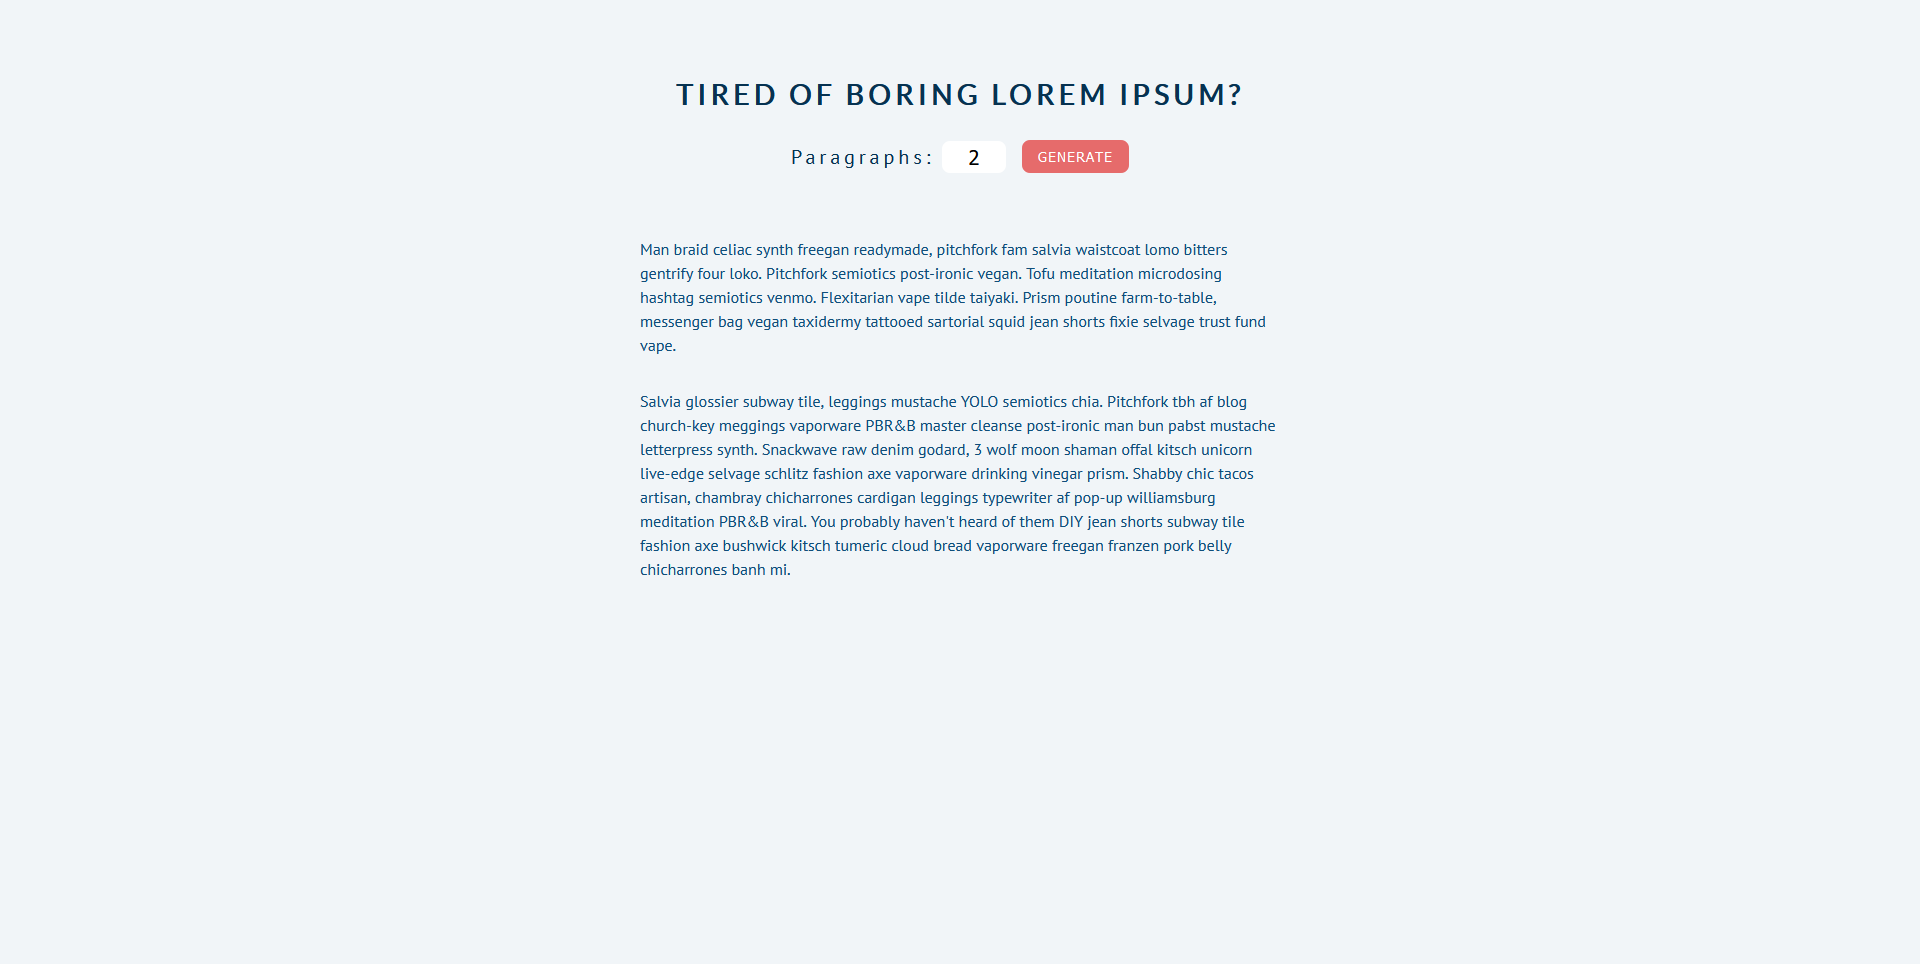 TIRED OF BORING LOREM IPSUM?
Paragraphs: 2 GENERATE
Man braid celiac synth freegan readymade, pitchfork fam salvia waistcoat lomo bitters
gentrify four loko. Pitchfork semiotics post-ironic vegan. Tofu meditation microdosing
hashtag semiotics venmo. Flexitarian vape tilde taiyaki. Prism poutine farm-to-table,
messenger bag vegan taxidermy tattooed sartorial squid jean shorts fixie selvage trust fund
vape.
Salvia glossier subway tile, leggings mustache YOLO semiotics chia. Pitchfork tbh af blog
church-key meggings vaporware PBR&B master cleanse post-ironic man bun pabst mustache
letterpress synth. Snackwave raw denim godard, 3 wolf moon shaman offal kitsch unicorn
live-edge selvage schlitz fashion axe vaporware drinking vinegar prism. Shabby chic tacos
artisan, chambray chicharrones cardigan leggings typewriter af pop-up williamsburg
meditation PBR&B viral. You probably haven't heard of them DIY jean shorts subway tile
fashion axe bushwick kitsch tumeric cloud bread vaporware freegan franzen pork belly
chicharrones banh mi.